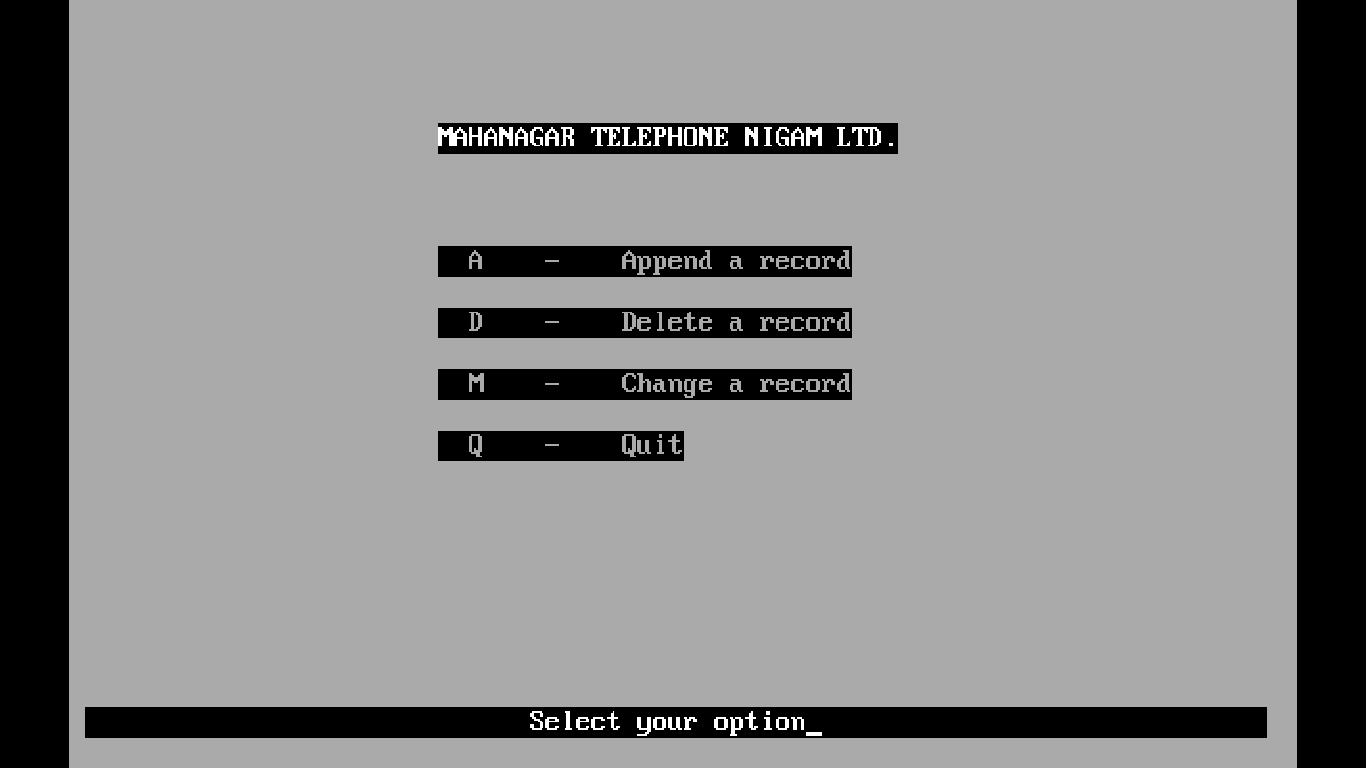 MAHANAGAR TELEPHONE NIGAM LTD.
A - Append a record
D - Delete a record
M - Change a record
Q - Quit
Select your option_